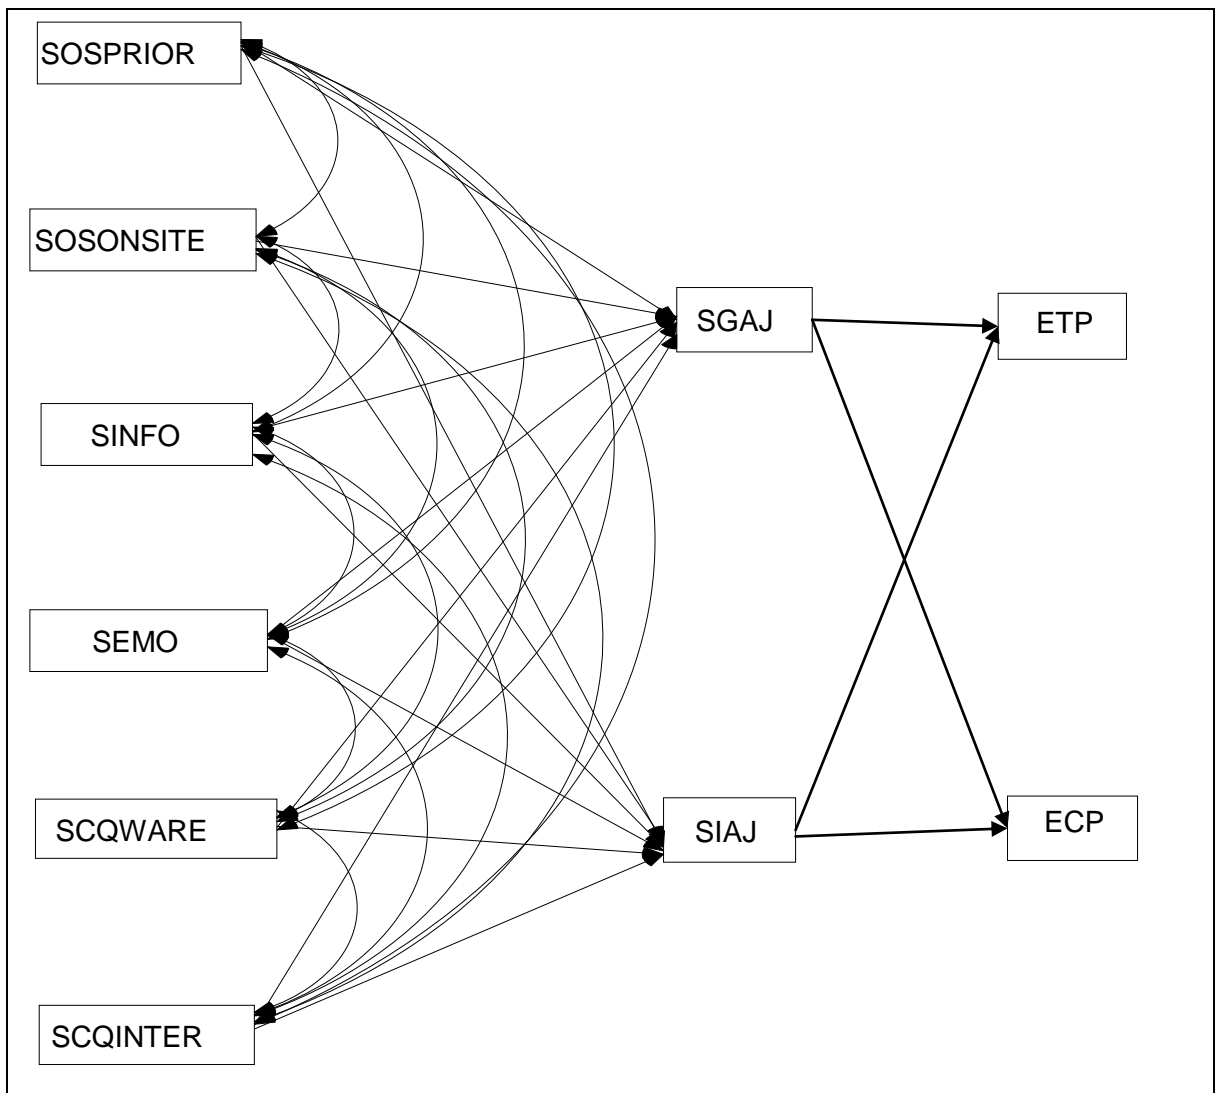 SOSPRIOR
SOSONSITE
SINFO
SEMO
SCQWARE
SCQINTER
SGAJ
SIAJ
ETP
ECP